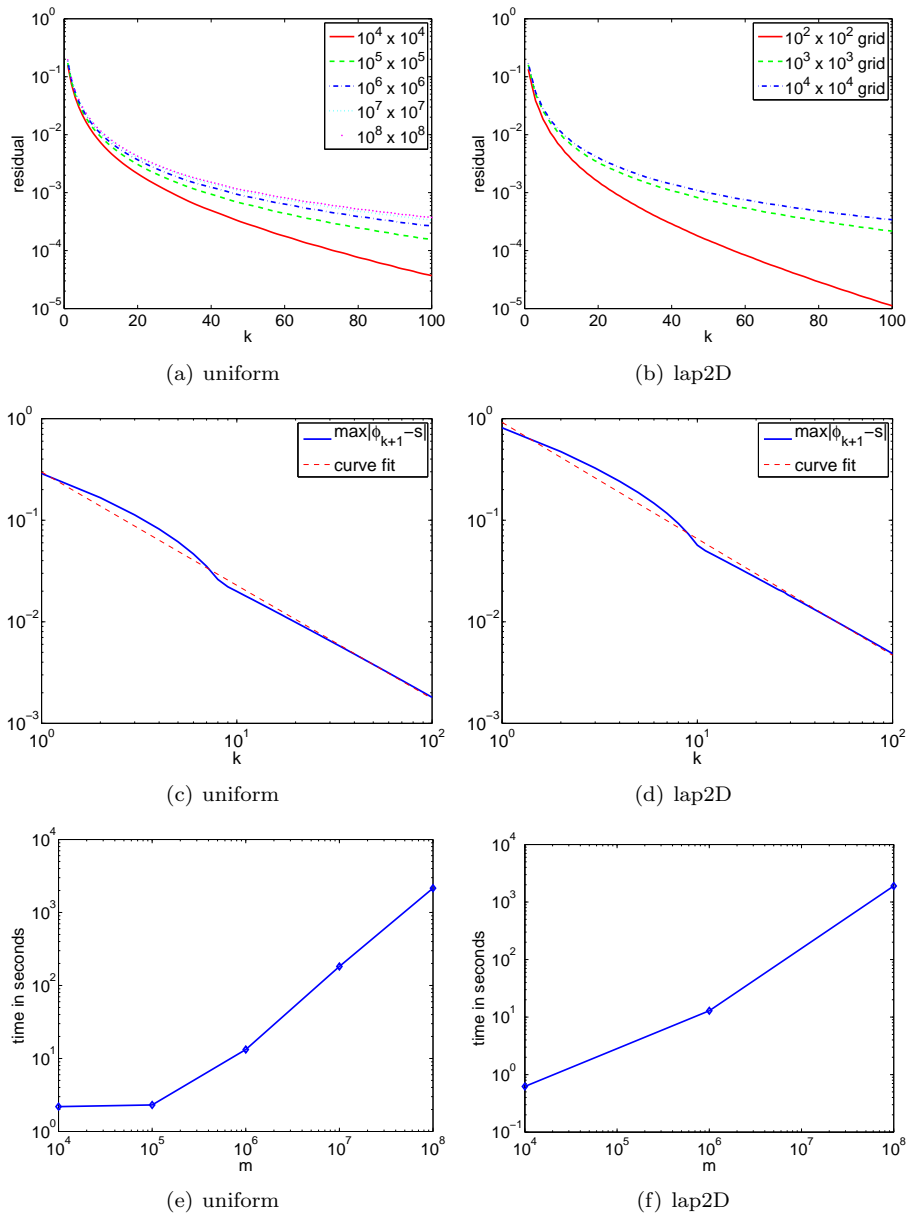 10^0
10^-1
10^-2
10^-3
10^-4
10^-5
residual
0 20 40 60 80 100
k
10^4 x 10^4
10^5 x 10^5
10^6 x 10^6
10^7 x 10^7
10^8 x 10^8
(a) uniform
10^0
10^-1
10^-2
10^-3
10^-4
10^-5
residual
0 20 40 60 80 100
k
10^2 x 10^2 grid
10^3 x 10^3 grid
10^4 x 10^4 grid
(b) lap2D
10^0
10^-1
10^-2
10^-3
10^0 10^1 10^2
k
max|ϕ_{k+1}−s|
curve fit
(c) uniform
10^0
10^-1
10^-2
10^-3
10^0 10^1 10^2
k
max|ϕ_{k+1}−s|
curve fit
(d) lap2D
10^4
10^3
10^2
10^1
10^0
time in seconds
10^4 10^5 10^6 10^7 10^8
m
(e) uniform
10^4
10^3
10^2
10^1
10^0
10^-1
time in seconds
10^4 10^5 10^6 10^7 10^8
m
(f) lap2D